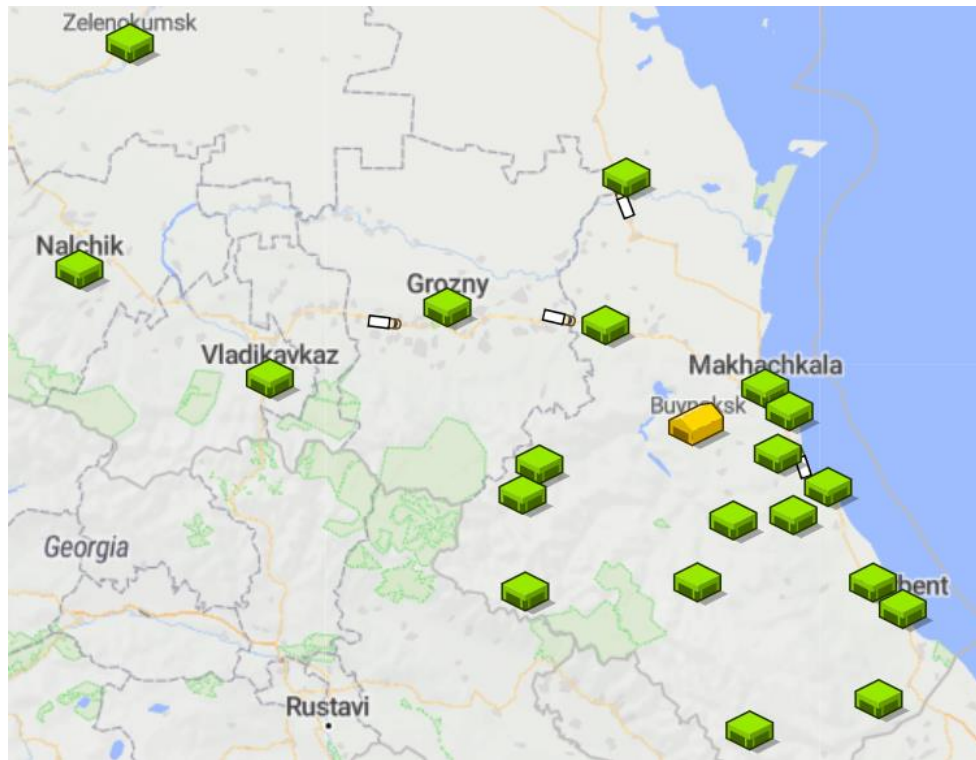 Zelenokumsk
Nalchik
Grozny
Vladikavkaz
Makhachkala
Georgia
Rustavi